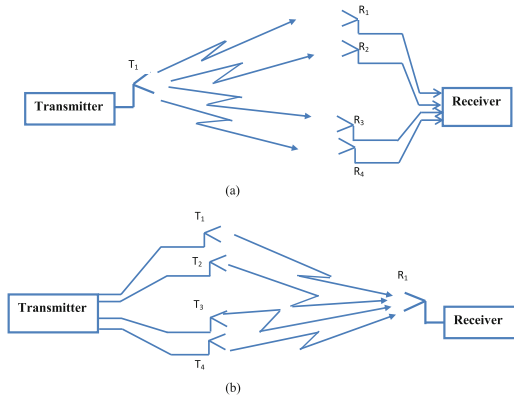 R1
T1
R2
Transmitter
Receiver
R3
R4
(a)
T1
T2
R1
Transmitter
T3
Receiver
T4
(b)